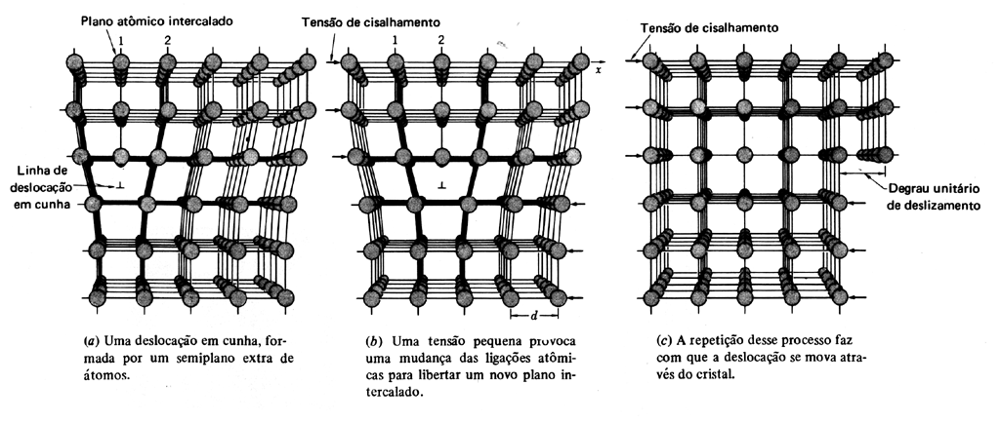 Plano atômico intercalado
1 2
Linha de
deslocação
em cunha
⊥
(a) Uma deslocação em cunha, for-
mada por um semiplano extra de
átomos.
Tensão de cisalhamento
1 2
x
⊥
d
(b) Uma tensão pequena provoca
uma mudança das ligações atômi-
cas para libertar um novo plano in-
tercalado.
Tensão de cisalhamento
Degrau unitário
de deslizamento
(c) A repetição desse processo faz
com que a deslocação se mova atra-
vés do cristal.